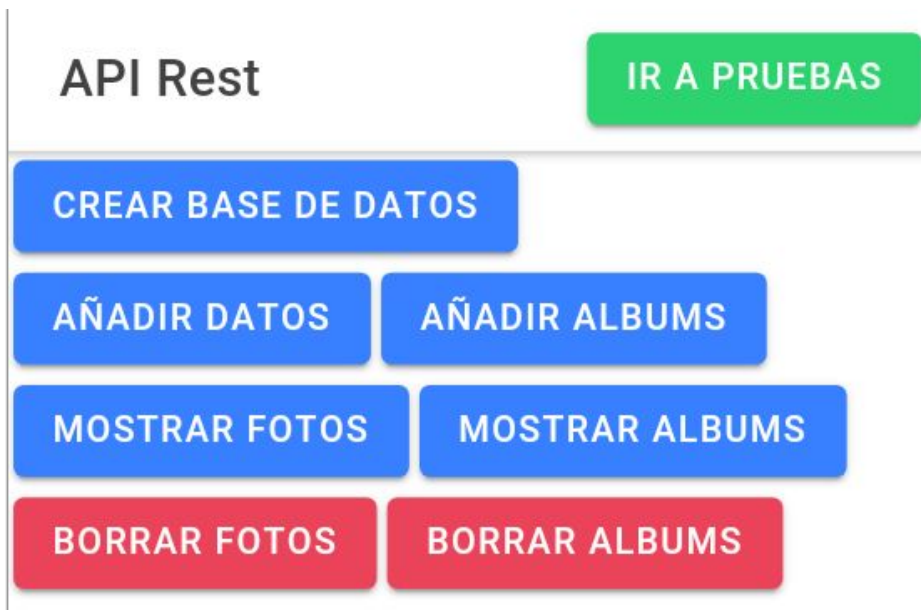 API Rest IR A PRUEBAS
CREAR BASE DE DATOS
AÑADIR DATOS AÑADIR ALBUMS
MOSTRAR FOTOS MOSTRAR ALBUMS
BORRAR FOTOS BORRAR ALBUMS